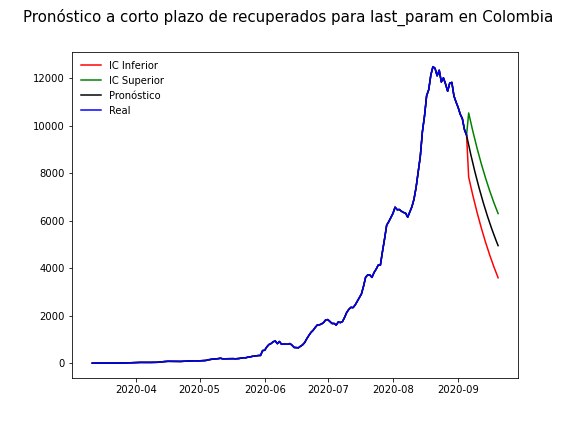 Pronóstico a corto plazo de recuperados para last_param en Colombia
IC Inferior
IC Superior
Pronóstico
Real
12000
10000
8000
6000
4000
2000
0
2020-04 2020-05 2020-06 2020-07 2020-08 2020-09